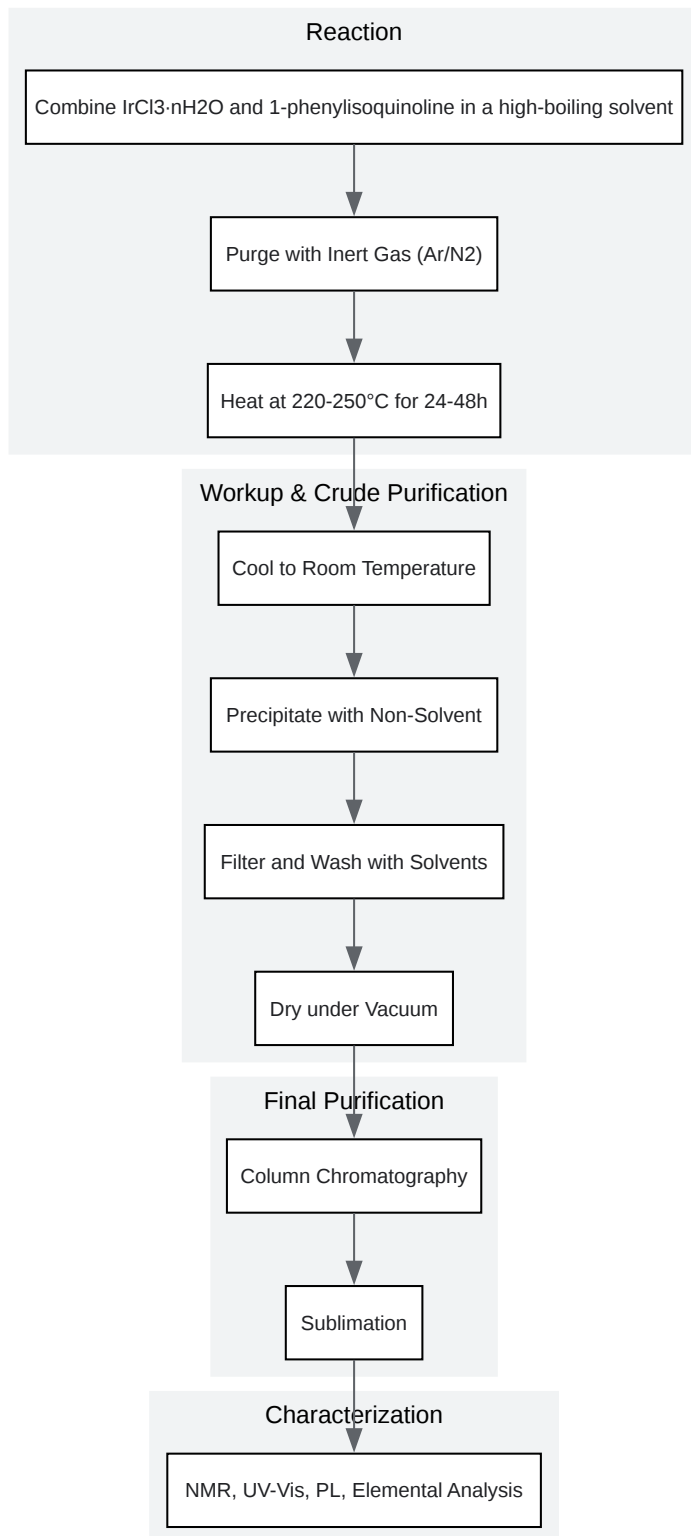 Reaction
Combine IrCl3·nH2O and 1-phenylisoquinoline in a high-boiling solvent
Purge with Inert Gas (Ar/N2)
Heat at 220-250°C for 24-48h
Workup & Crude Purification
Cool to Room Temperature
Precipitate with Non-Solvent
Filter and Wash with Solvents
Dry under Vacuum
Final Purification
Column Chromatography
Sublimation
Characterization
NMR, UV-Vis, PL, Elemental Analysis